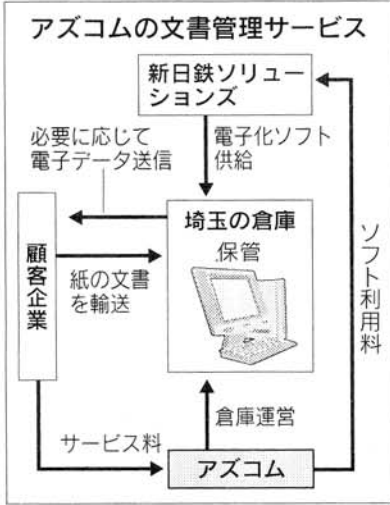 アズコムの文書管理サービス
新日鉄ソリュー
ションズ
必要に応じて
電子データ送信
電子化ソフト
供給
顧客企業
埼玉の倉庫
保管
紙の文書
を輸送
ソフト利用料
倉庫運営
サービス料
アズコム